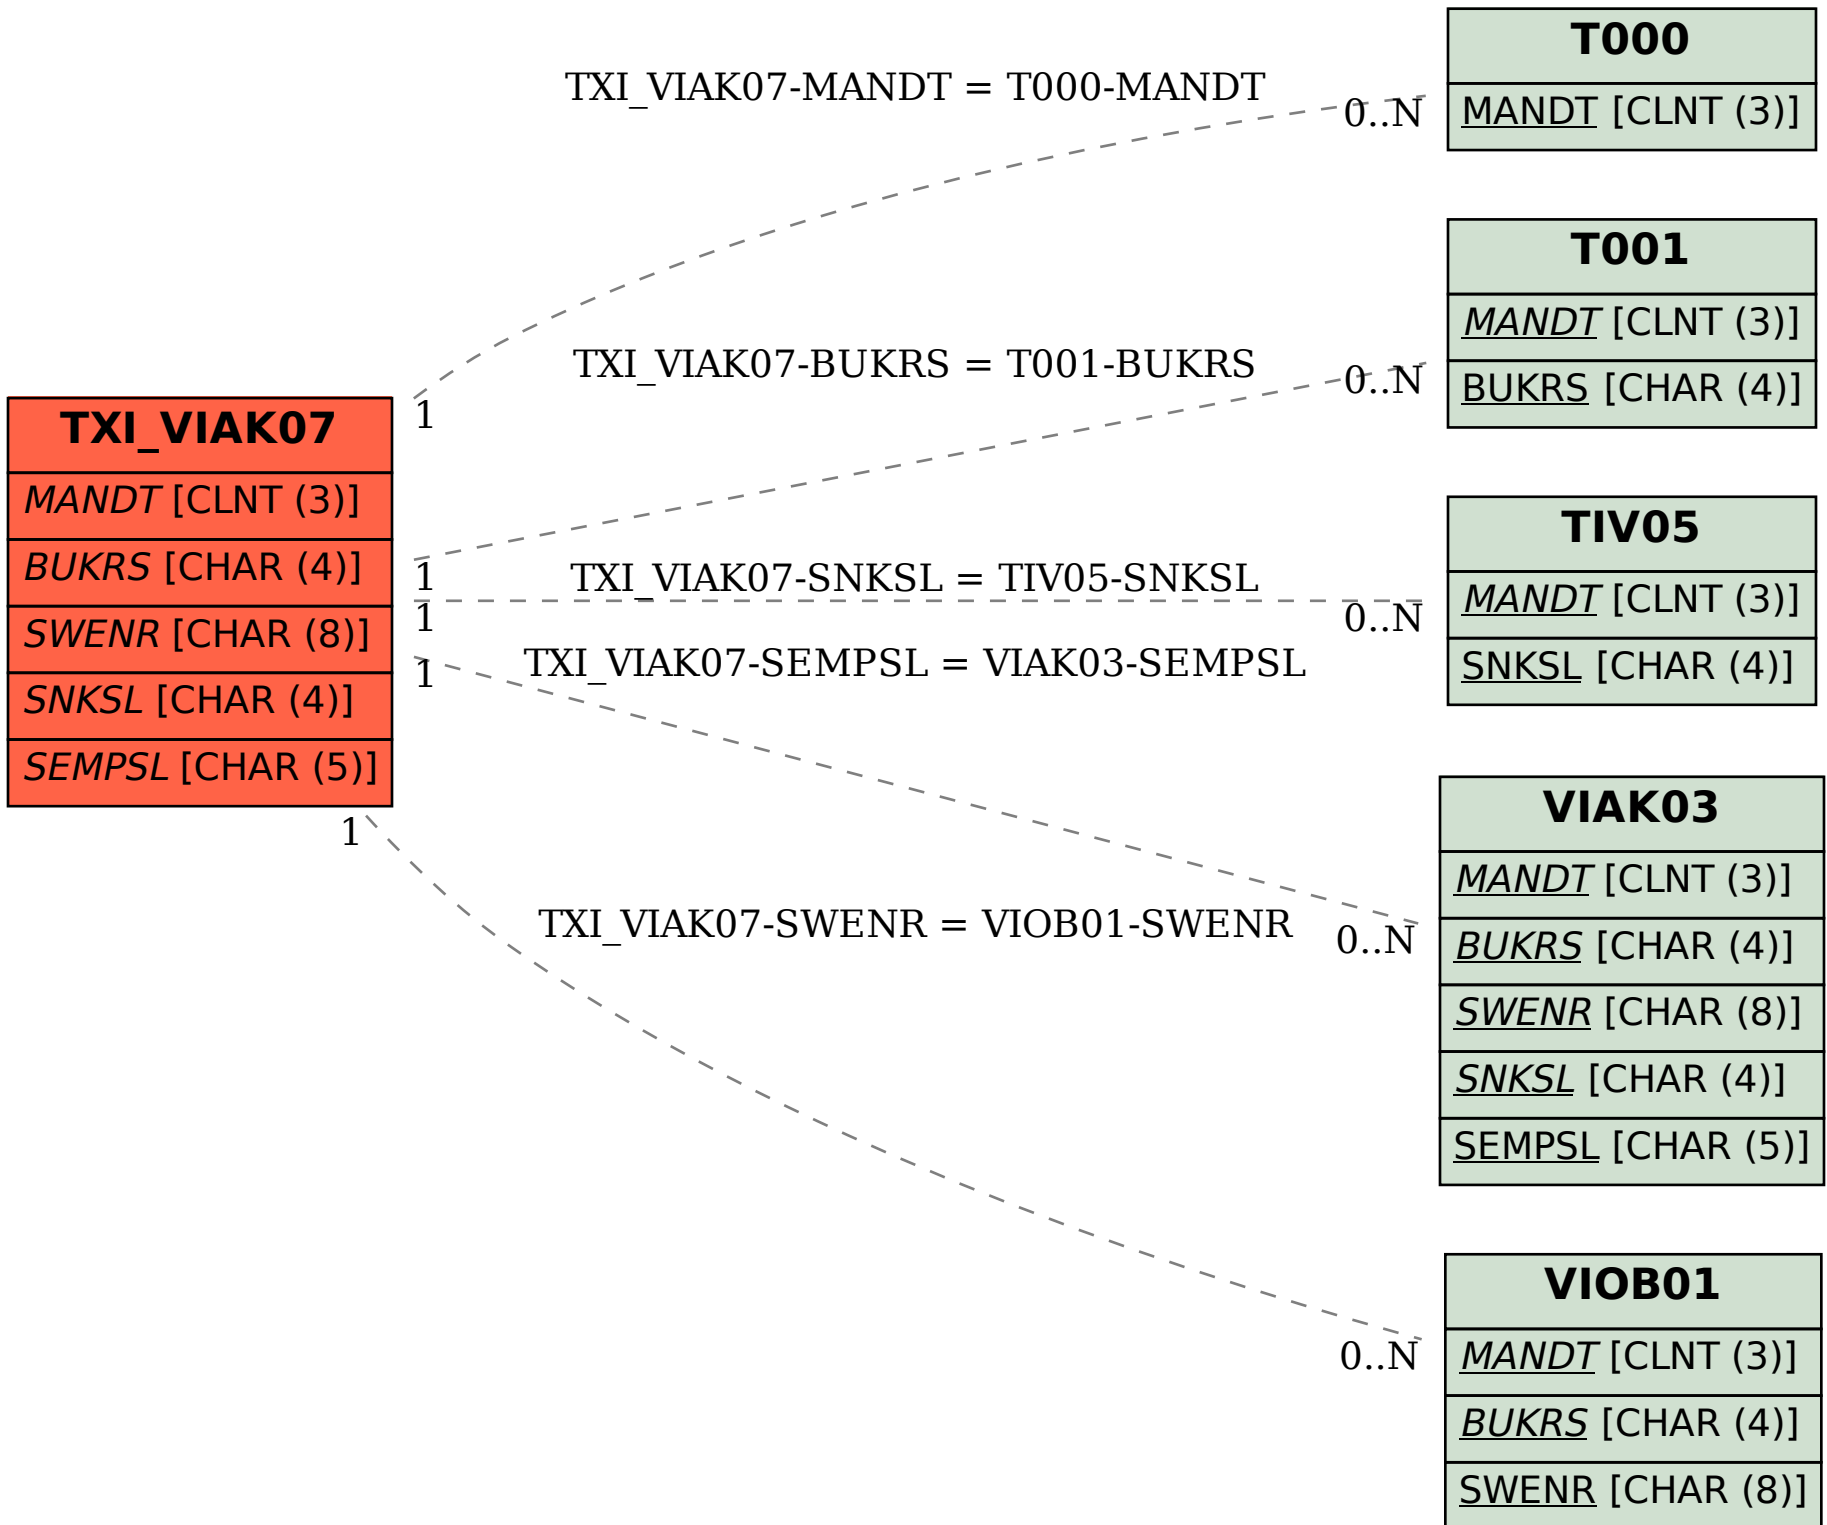 T000
MANDT [CLNT (3)]
TXI_VIAK07-MANDT = T000-MANDT
0..N
T001
MANDT [CLNT (3)]
BUKRS [CHAR (4)]
TXI_VIAK07-BUKRS = T001-BUKRS
0..N
TXI_VIAK07
MANDT [CLNT (3)]
BUKRS [CHAR (4)]
SWENR [CHAR (8)]
SNKSL [CHAR (4)]
SEMPSL [CHAR (5)]
1
1
1
1
1
TXI_VIAK07-SNKSL = TIV05-SNKSL
0..N
TIV05
MANDT [CLNT (3)]
SNKSL [CHAR (4)]
TXI_VIAK07-SEMPSL = VIAK03-SEMPSL
0..N
VIAK03
MANDT [CLNT (3)]
BUKRS [CHAR (4)]
SWENR [CHAR (8)]
SNKSL [CHAR (4)]
SEMPSL [CHAR (5)]
TXI_VIAK07-SWENR = VIOB01-SWENR
0..N
VIOB01
MANDT [CLNT (3)]
BUKRS [CHAR (4)]
SWENR [CHAR (8)]